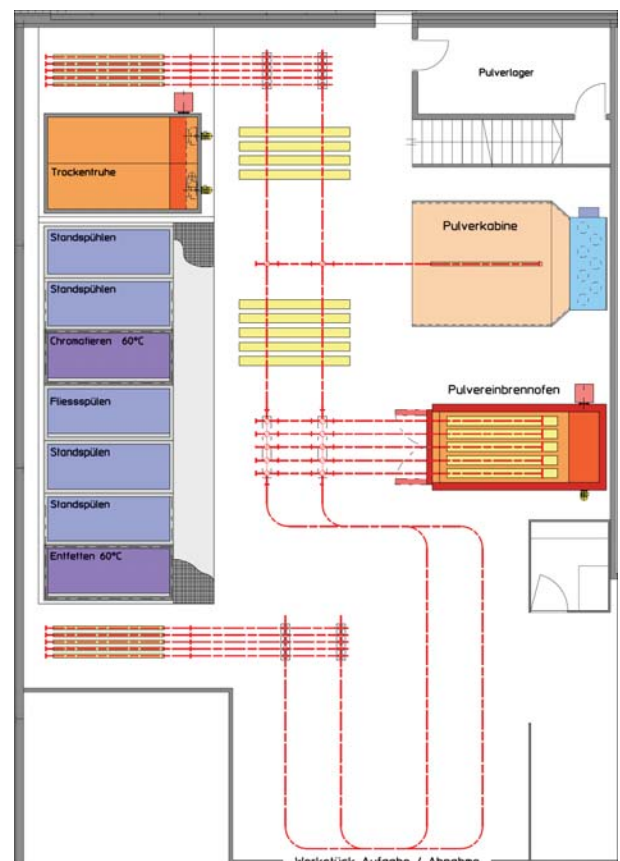 Pulverlager
Trockentruhe
Standspühlen
Pulverkabine
Standspühlen
Chromatieren 60°C
Pulvereinbrennofen
Fliessspülen
Standspülen
Standspülen
Entfetten 60°C
Werkstück Aufgabe / Abnahme